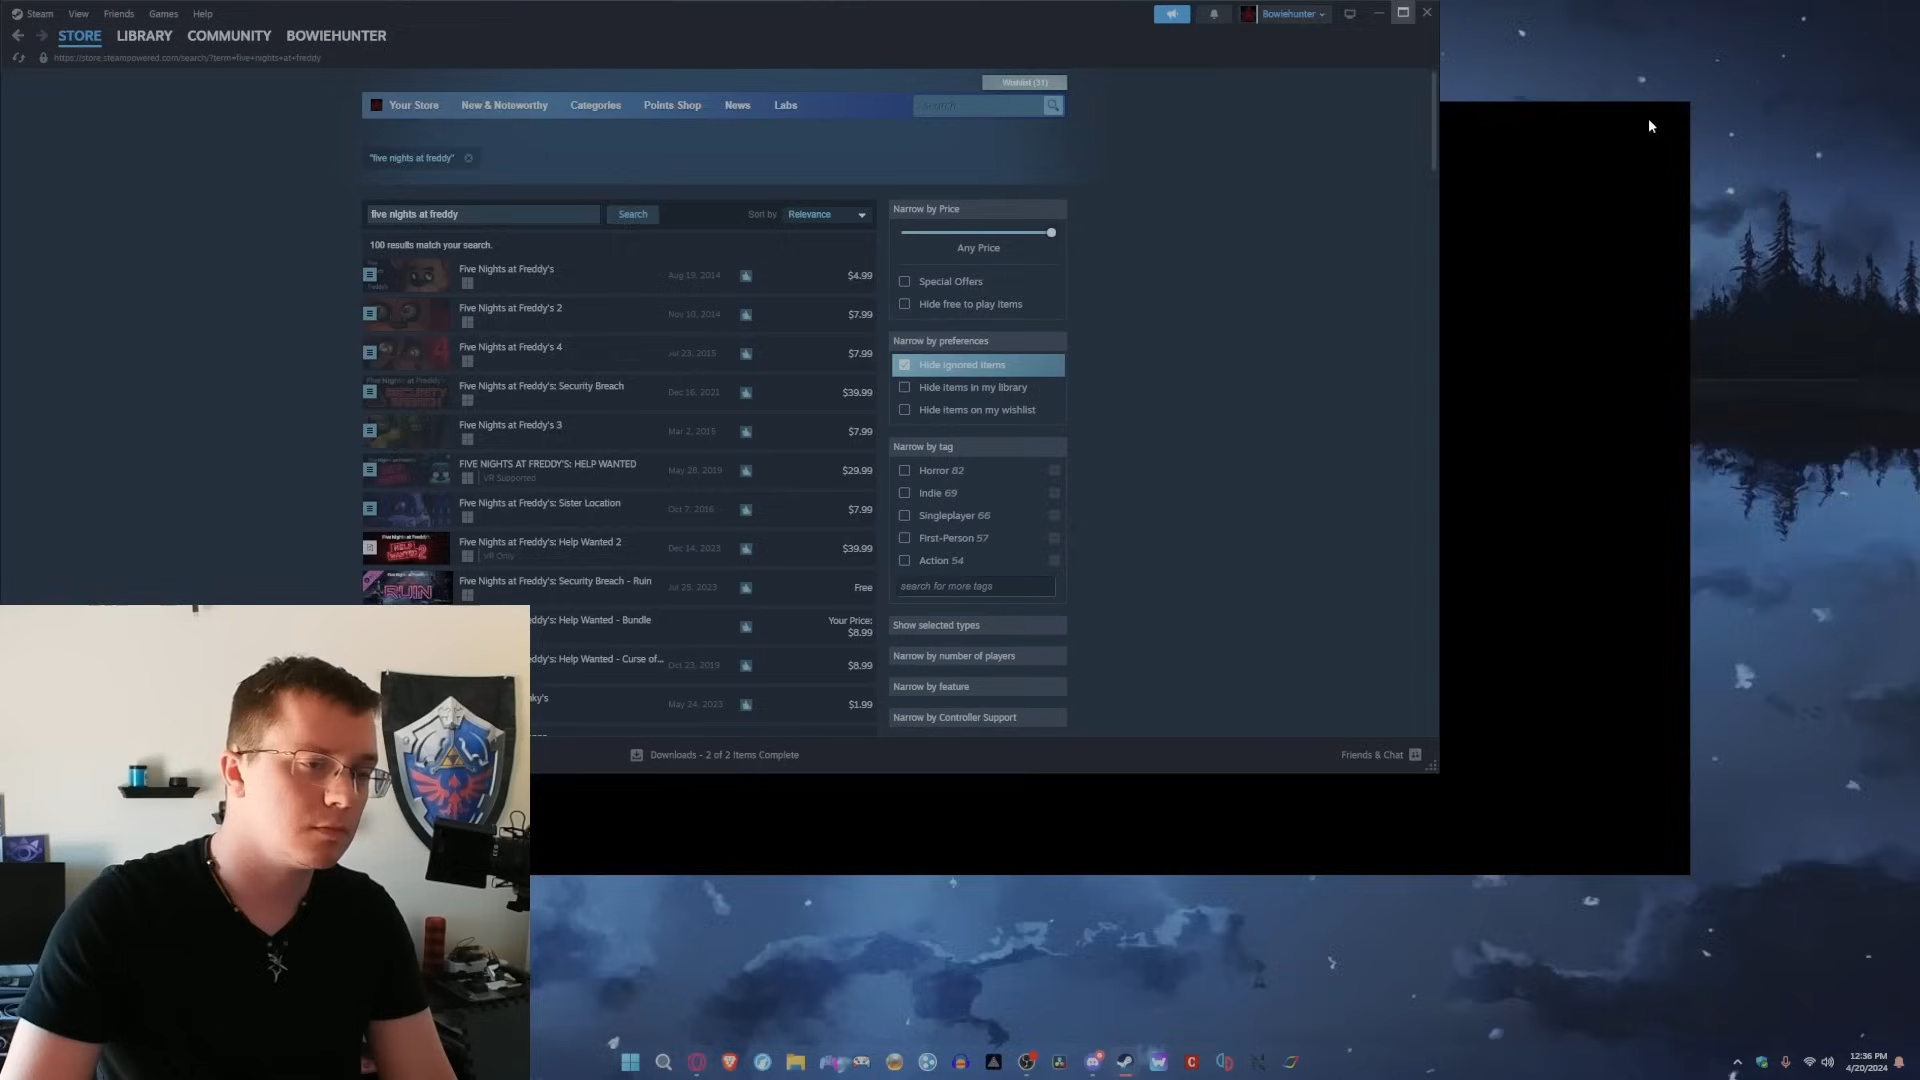 Steam View Friends Games Help
Bowiehunter
STORE LIBRARY COMMUNITY BOWIEHUNTER
https://store.steampowered.com/search/?term=five+nights+at+freddy
Wishlist (31)
Your Store New & Noteworthy Categories Points Shop News Labs search
"five nights at freddy"
five nights at freddy Search Sort by Relevance
100 results match your search.
Five Nights at Freddy's Aug 19, 2014 $4.99
Five Nights at Freddy's 2 Nov 10, 2014 $7.99
Five Nights at Freddy's 4 Jul 23, 2015 $7.99
Five Nights at Freddy's: Security Breach Dec 16, 2021 $39.99
Five Nights at Freddy's 3 Mar 2, 2015 $7.99
FIVE NIGHTS AT FREDDY'S: HELP WANTED May 28, 2019 $29.99
VR Supported
Five Nights at Freddy's: Sister Location Oct 7, 2016 $7.99
Five Nights at Freddy's: Help Wanted 2 Dec 14, 2023 $39.99
VR Only
HELP WANTED 2
Five Nights at Freddy's: Security Breach - Ruin Jul 25, 2023 Free
RUIN
ddy's: Help Wanted - Bundle Your Price:
$8.99
ddy's: Help Wanted - Curse of... Oct 23, 2019 $8.99
ky's May 24, 2023 $1.99
Narrow by Price
Any Price
Special Offers
Hide free to play items
Narrow by preferences
Hide ignored items
Hide items in my library
Hide items on my wishlist
Narrow by tag
Horror 82
Indie 69
Singleplayer 66
First-Person 57
Action 54
search for more tags
Show selected types
Narrow by number of players
Narrow by feature
Narrow by Controller Support
Downloads - 2 of 2 Items Complete
Friends & Chat
12:36 PM
4/20/2024